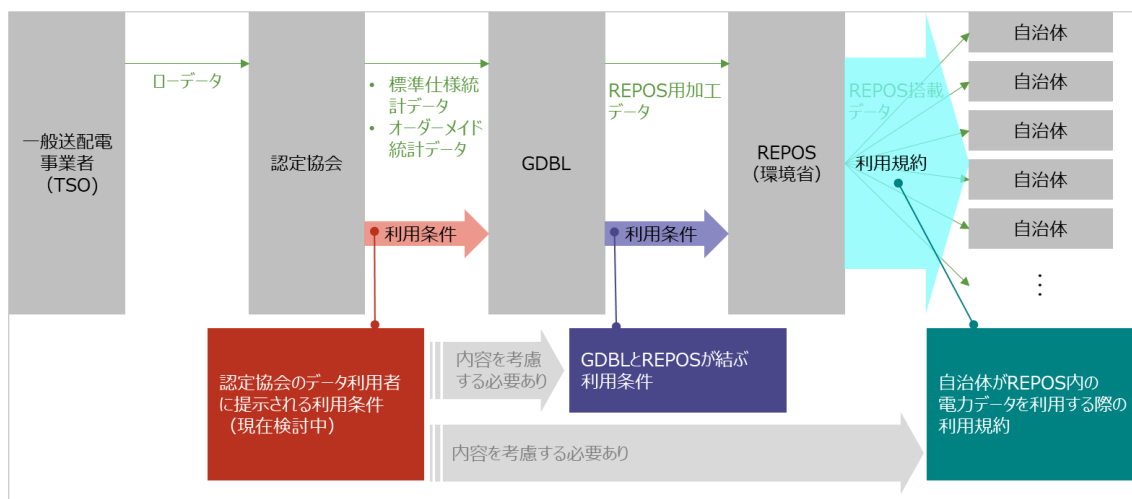 一般送配電
事業者
（TSO）
ローデータ
認定協会
• 標準仕様統
計データ
• オーダーメイド
統計データ
利用条件
GDBL
REPOS用加工
データ
利用条件
REPOS
（環境省）
REPOS搭載
データ
利用規約
自治体
自治体
自治体
自治体
自治体
⋮
認定協会のデータ利用者
に提示される利用条件
（現在検討中）
内容を考慮
する必要あり
GDBLとREPOSが結ぶ
利用条件
内容を考慮する必要あり
自治体がREPOS内の
電力データを利用する際の
利用規約